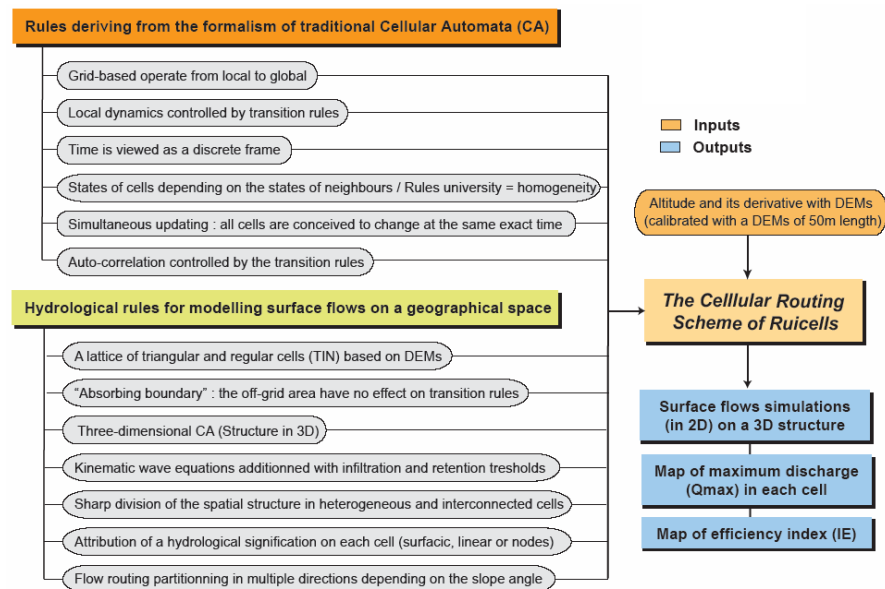 Rules deriving from the formalism of traditional Cellular Automata (CA)
Grid-based operate from local to global
Local dynamics controlled by transition rules
Time is viewed as a discrete frame
States of cells depending on the states of neighbours / Rules university = homogeneity
Simultaneous updating : all cells are conceived to change at the same exact time
Auto-correlation controlled by the transition rules
Hydrological rules for modelling surface flows on a geographical space
A lattice of triangular and regular cells (TIN) based on DEMs
“Absorbing boundary” : the off-grid area have no effect on transition rules
Three-dimensional CA (Structure in 3D)
Kinematic wave equations additionned with infiltration and retention tresholds
Sharp division of the spatial structure in heterogeneous and interconnected cells
Attribution of a hydrological signification on each cell (surfacic, linear or nodes)
Flow routing partitionning in multiple directions depending on the slope angle
Inputs
Outputs
Altitude and its derivative with DEMs
(calibrated with a DEMs of 50m length)
The Celllular Routing
Scheme of Ruicells
Surface flows simulations
(in 2D) on a 3D structure
Map of maximum discharge
(Qmax) in each cell
Map of efficiency index (IE)